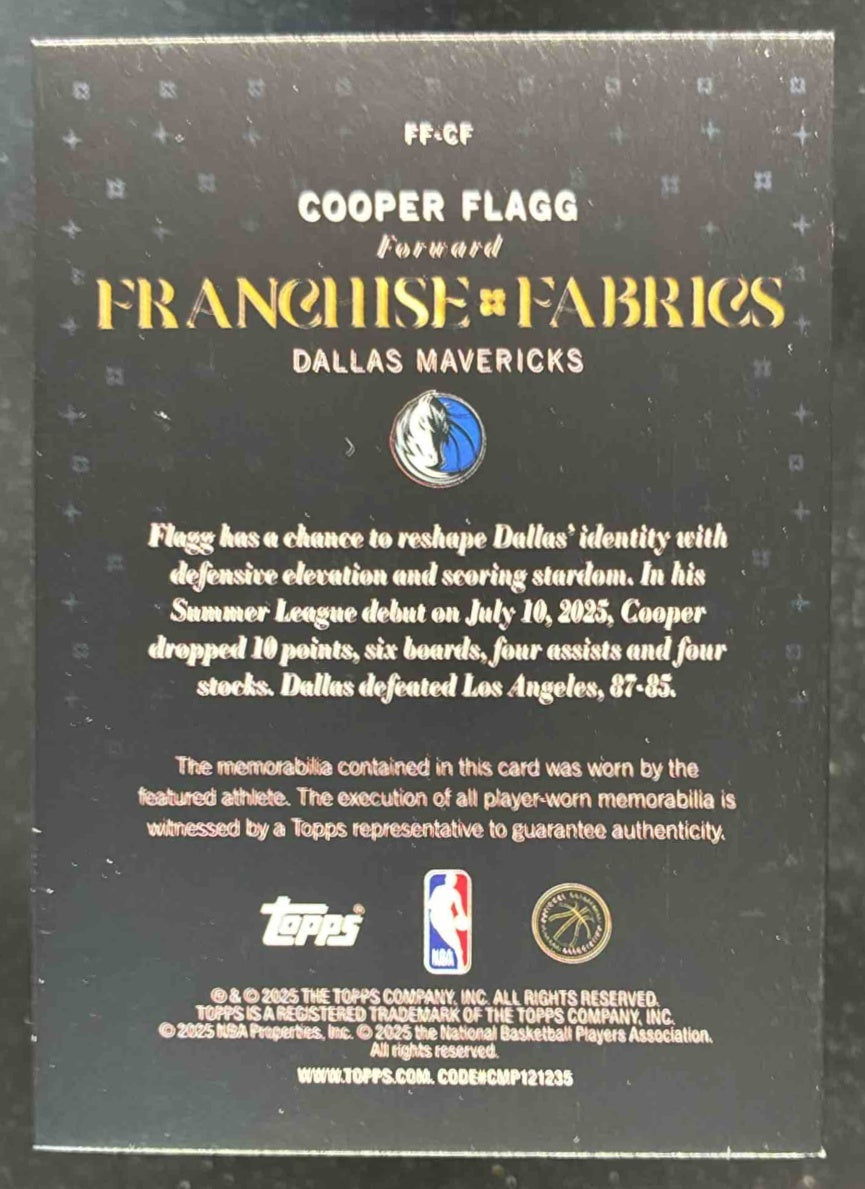 FF-CF
COOPER FLAGG
Forward
FRANCHISE FABRICS
DALLAS MAVERICKS
Flagg has a chance to reshape Dallas' identity with
defensive elevation and scoring stardom. In his
Summer League debut on July 10, 2025, Cooper
dropped 10 points, six boards, four assists and four
stocks. Dallas defeated Los Angeles, 87-85.
The memorabilia contained in this card was worn by the
featured athlete. The execution of all player-worn memorabilia is
witnessed by a Topps representative to guarantee authenticity.
Topps®
NBA
® & © 2025 THE TOPPS COMPANY, INC. ALL RIGHTS RESERVED.
TOPPS IS A REGISTERED TRADEMARK OF THE TOPPS COMPANY, INC.
© 2025 NBA Properties, Inc. © 2025 the National Basketball Players Association.
All rights reserved.
WWW.TOPPS.COM. CODE#CMP121235